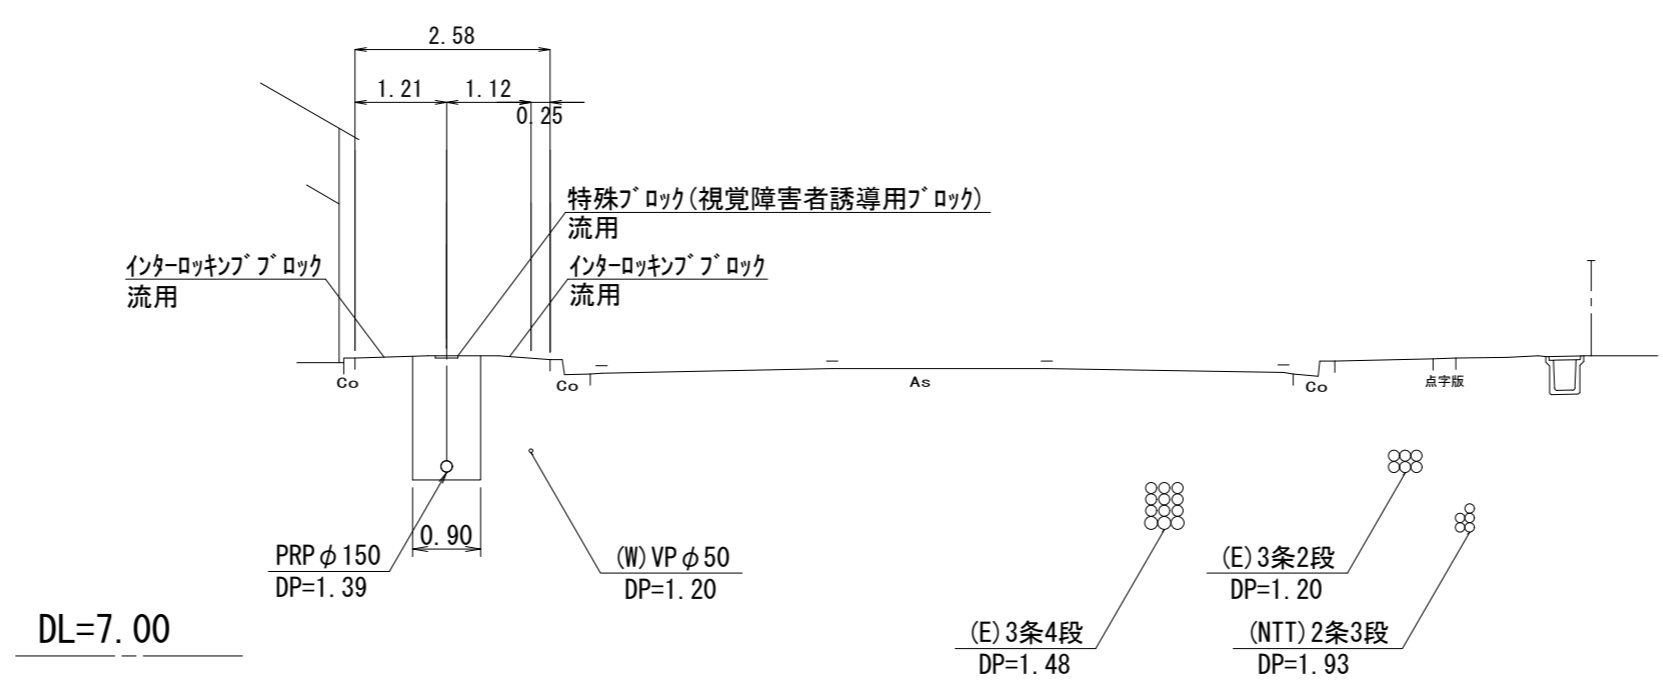 2.58
1.21
1.12
0.25
特殊ブロック(視覚障害者誘導用ブロック)
流用
インターロッキンブブロック
流用
インターロッキンブブロック
流用
Co
Co
As
Co
点字版
0.90
PRPφ150
DP=1.39
(W)VPφ50
DP=1.20
(E)3条2段
DP=1.20
(E)3条4段
DP=1.48
(NTT)2条3段
DP=1.93
DL=7.00